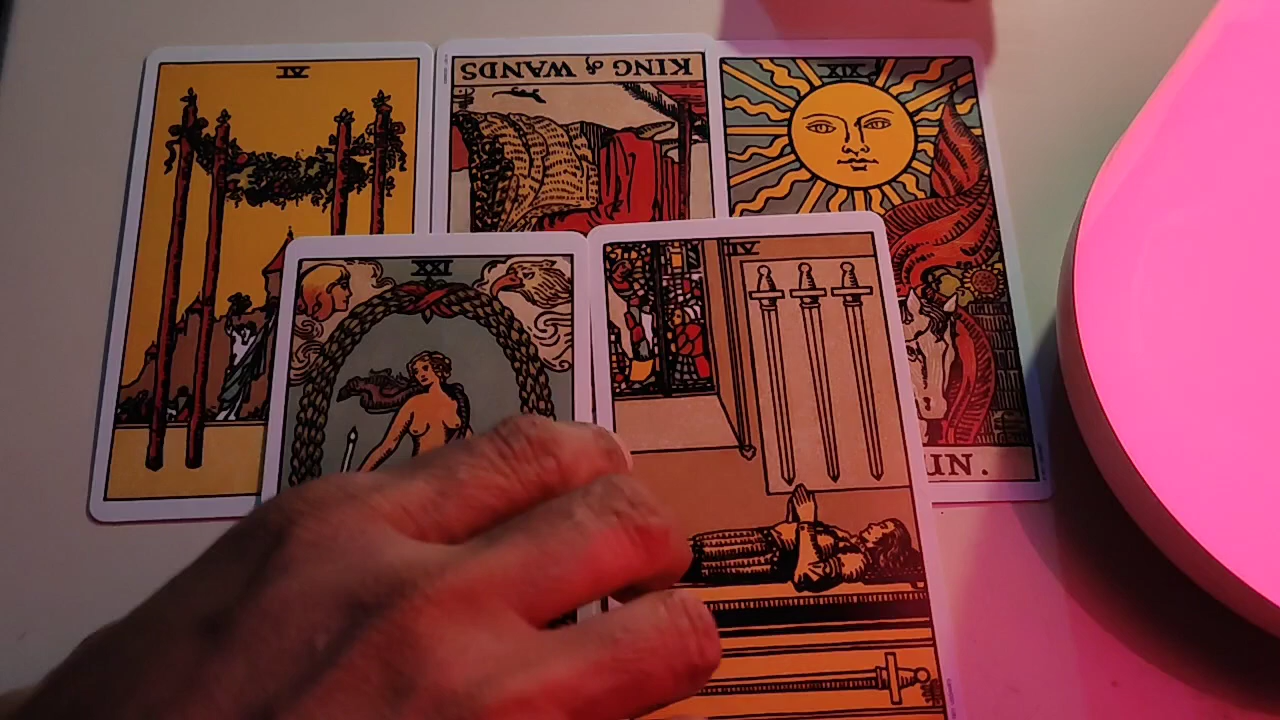 IV
KING of WANDS
XIX
XXI
IV
UN.